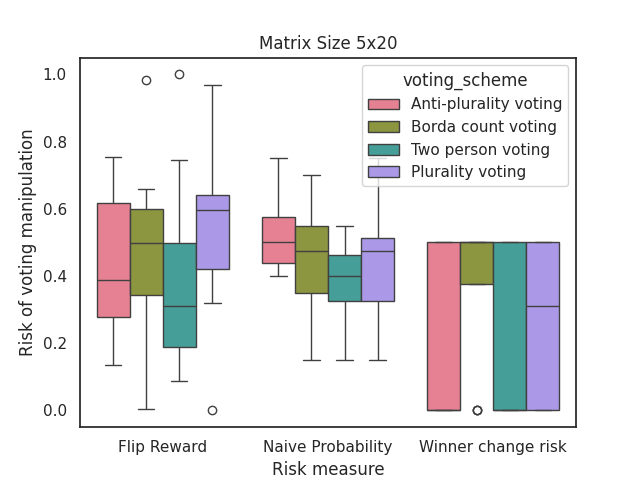 Matrix Size 5x20
Risk of voting manipulation
1.0
0.8
0.6
0.4
0.2
0.0
voting_scheme
Anti-plurality voting
Borda count voting
Two person voting
Plurality voting
Flip Reward
Naive Probability
Winner change risk
Risk measure